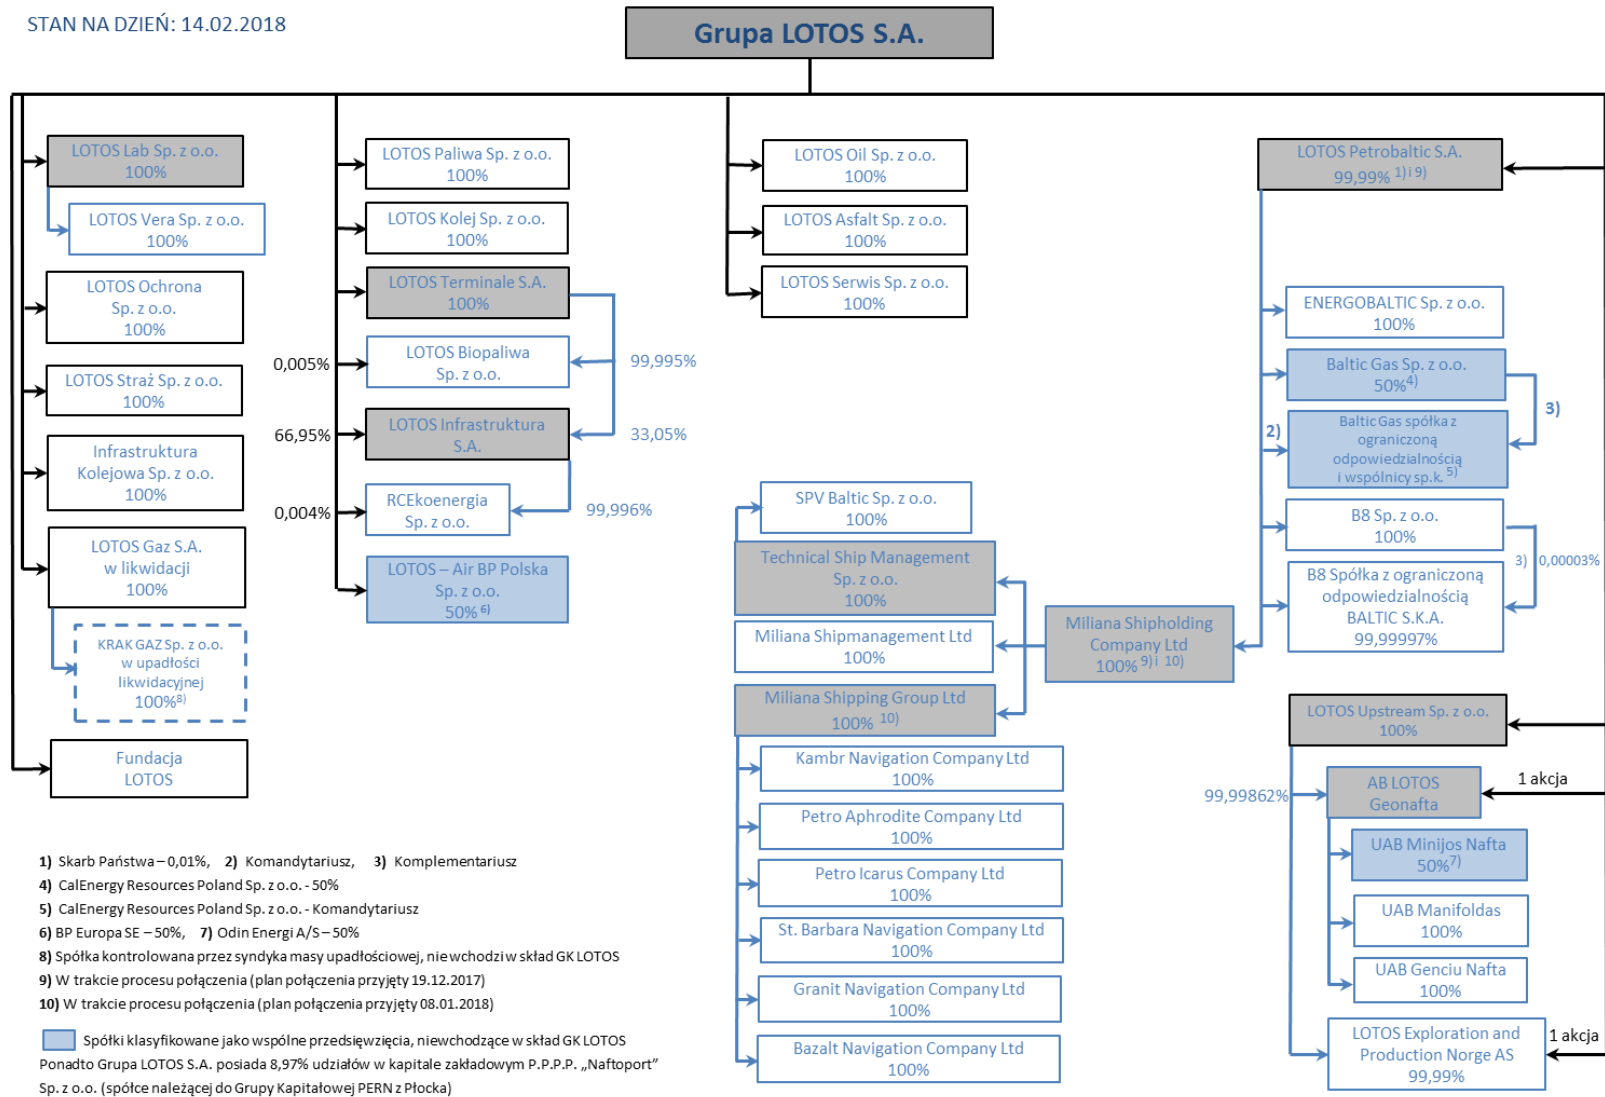 STAN NA DZIEŃ: 14.02.2018
Grupa LOTOS S.A.
LOTOS Lab Sp. z o.o.
100%
LOTOS Vera Sp. z o.o.
100%
LOTOS Ochrona
Sp. z o.o.
100%
LOTOS Straż Sp. z o.o.
100%
Infrastruktura
Kolejowa Sp. z o.o.
100%
LOTOS Gaz S.A.
w likwidacji
100%
KRAK GAZ Sp. z o.o.
w upadłości
likwidacyjnej
100%8)
Fundacja
LOTOS
LOTOS Paliwa Sp. z o.o.
100%
LOTOS Kolej Sp. z o.o.
100%
LOTOS Terminale S.A.
100%
0,005%
LOTOS Biopaliwa
Sp. z o.o.
99,995%
66,95%
LOTOS Infrastruktura
S.A.
33,05%
0,004%
RCEkoenergia
Sp. z o.o.
99,996%
LOTOS – Air BP Polska
Sp. z o.o.
50% 6)
LOTOS Oil Sp. z o.o.
100%
LOTOS Asfalt Sp. z o.o.
100%
LOTOS Serwis Sp. z o.o.
100%
SPV Baltic Sp. z o.o.
100%
Technical Ship Management
Sp. z o.o.
100%
Miliana Shipmanagement Ltd
100%
Miliana Shipping Group Ltd
100% 10)
Kambr Navigation Company Ltd
100%
Petro Aphrodite Company Ltd
100%
Petro Icarus Company Ltd
100%
St. Barbara Navigation Company Ltd
100%
Granit Navigation Company Ltd
100%
Bazalt Navigation Company Ltd
100%
Miliana Shipholding
Company Ltd
100% 9) i 10)
LOTOS Petrobaltic S.A.
99,99% 1) i 9)
ENERGOBALTIC Sp. z o.o.
100%
Baltic Gas Sp. z o.o.
50%4)
3)
2)
Baltic Gas spółka z
ograniczoną
odpowiedzialnością
i wspólnicy sp.k. 5)
B8 Sp. z o.o.
100%
3) 0,00003%
B8 Spółka z ograniczoną
odpowiedzialnością
BALTIC S.K.A.
99,99997%
LOTOS Upstream Sp. z o.o.
100%
99,99862%
AB LOTOS
Geonafta
1 akcja
UAB Minijos Nafta
50%7)
UAB Manifoldas
100%
UAB Genciu Nafta
100%
LOTOS Exploration and
Production Norge AS
99,99%
1 akcja
1) Skarb Państwa – 0,01%, 2) Komandytariusz, 3) Komplementariusz
4) CalEnergy Resources Poland Sp. z o.o. - 50%
5) CalEnergy Resources Poland Sp. z o.o. - Komandytariusz
6) BP Europa SE – 50%, 7) Odin Energi A/S – 50%
8) Spółka kontrolowana przez syndyka masy upadłościowej, nie wchodzi w skład GK LOTOS
9) W trakcie procesu połączenia (plan połączenia przyjęty 19.12.2017)
10) W trakcie procesu połączenia (plan połączenia przyjęty 08.01.2018)
Spółki klasyfikowane jako wspólne przedsięwzięcia, niewchodzące w skład GK LOTOS
Ponadto Grupa LOTOS S.A. posiada 8,97% udziałów w kapitale zakładowym P.P.P.P. „Naftoport”
Sp. z o.o. (spółce należącej do Grupy Kapitałowej PERN z Płocka)